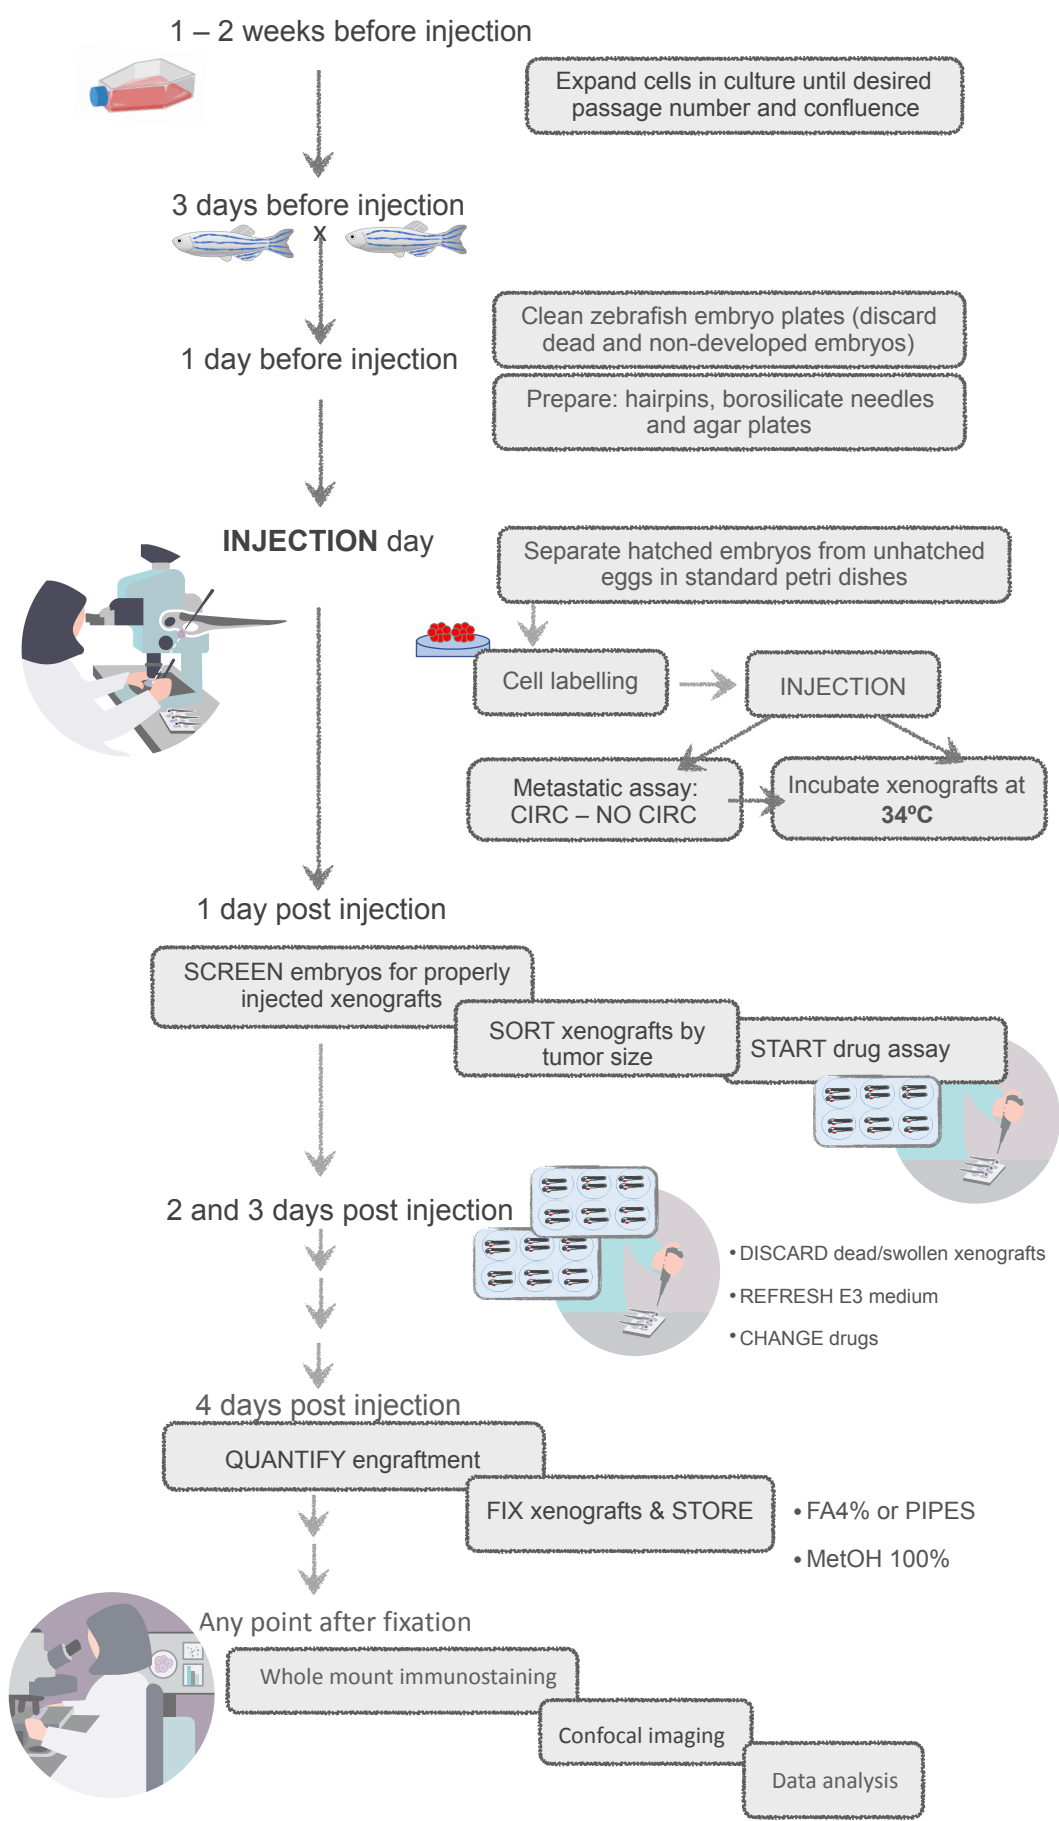 1 – 2 weeks before injection
Expand cells in culture until desired
passage number and confluence
3 days before injection
x
Clean zebrafish embryo plates (discard
dead and non-developed embryos)
1 day before injection
Prepare: hairpins, borosilicate needles
and agar plates
INJECTION day
Separate hatched embryos from unhatched
eggs in standard petri dishes
Cell labelling
INJECTION
Metastatic assay:
CIRC – NO CIRC
Incubate xenografts at
34ºC
1 day post injection
SCREEN embryos for properly
injected xenografts
SORT xenografts by
tumor size
START drug assay
2 and 3 days post injection
• DISCARD dead/swollen xenografts
• REFRESH E3 medium
• CHANGE drugs
4 days post injection
QUANTIFY engraftment
FIX xenografts & STORE
• FA4% or PIPES
• MetOH 100%
Any point after fixation
Whole mount immunostaining
Confocal imaging
Data analysis